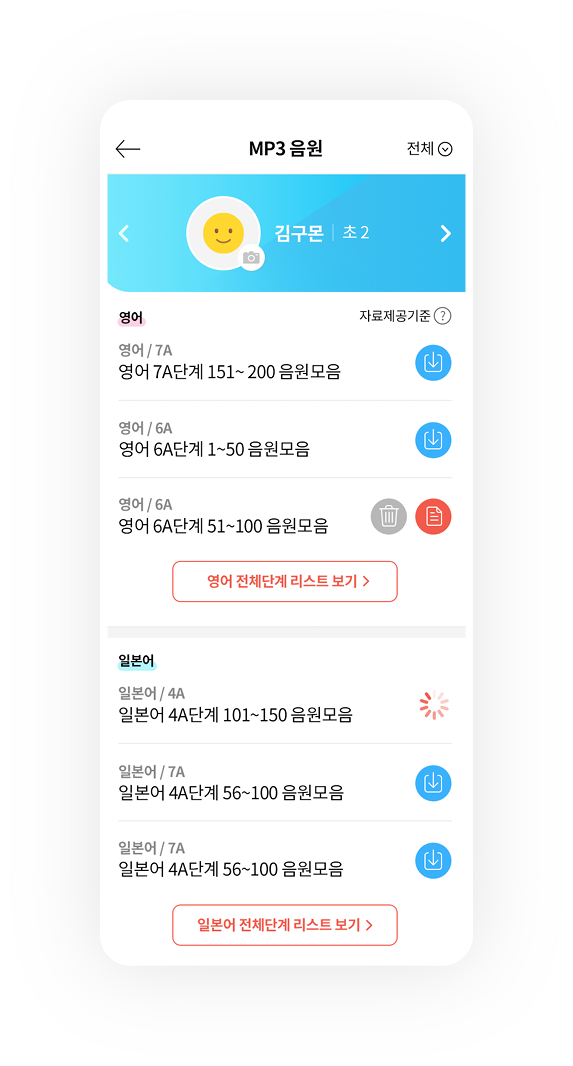 MP3 음원
전체
김구몬 | 초 2
영어
자료제공기준 ?
영어 / 7A
영어 7A단계 151~ 200 음원모음
영어 / 6A
영어 6A단계 1~50 음원모음
영어 / 6A
영어 6A단계 51~100 음원모음
영어 전체단계 리스트 보기 >
일본어
일본어 / 4A
일본어 4A단계 101~150 음원모음
일본어 / 7A
일본어 4A단계 56~100 음원모음
일본어 / 7A
일본어 4A단계 56~100 음원모음
일본어 전체단계 리스트 보기 >